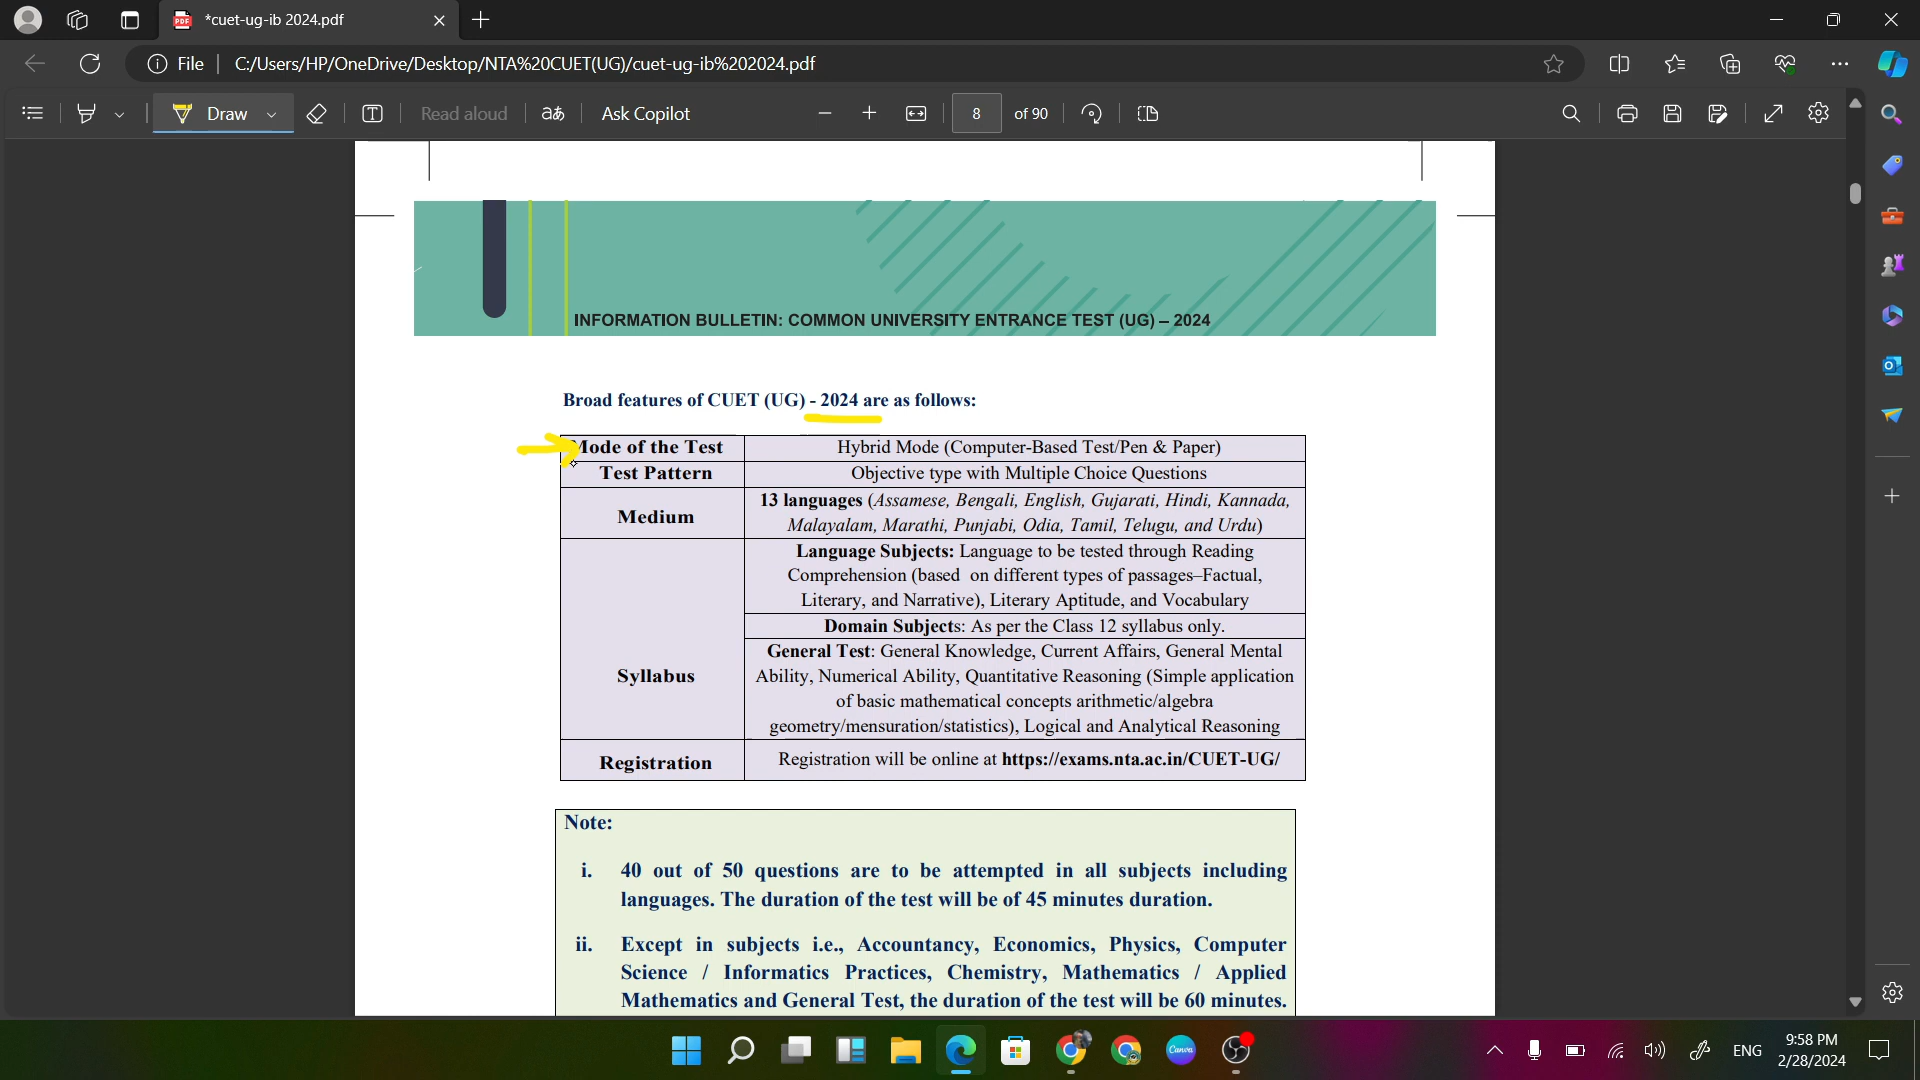 *cuet-ug-ib 2024.pdf
File
C:/Users/HP/OneDrive/Desktop/NTA%20CUET(UG)/cuet-ug-ib%202024.pdf
Draw
Read aloud
aあ
Ask Copilot
8
of 90
INFORMATION BULLETIN: COMMON UNIVERSITY ENTRANCE TEST (UG) – 2024
Broad features of CUET (UG) - 2024 are as follows:
Mode of the Test
Hybrid Mode (Computer-Based Test/Pen & Paper)
Test Pattern
Objective type with Multiple Choice Questions
Medium
13 languages (Assamese, Bengali, English, Gujarati, Hindi, Kannada,
Malayalam, Marathi, Punjabi, Odia, Tamil, Telugu, and Urdu)
Syllabus
Language Subjects: Language to be tested through Reading
Comprehension (based on different types of passages–Factual,
Literary, and Narrative), Literary Aptitude, and Vocabulary
Domain Subjects: As per the Class 12 syllabus only.
General Test: General Knowledge, Current Affairs, General Mental
Ability, Numerical Ability, Quantitative Reasoning (Simple application
of basic mathematical concepts arithmetic/algebra
geometry/mensuration/statistics), Logical and Analytical Reasoning
Registration
Registration will be online at https://exams.nta.ac.in/CUET-UG/
Note:
i. 40 out of 50 questions are to be attempted in all subjects including
languages. The duration of the test will be of 45 minutes duration.
ii. Except in subjects i.e., Accountancy, Economics, Physics, Computer
Science / Informatics Practices, Chemistry, Mathematics / Applied
Mathematics and General Test, the duration of the test will be 60 minutes.
Canva
ENG
9:58 PM
2/28/2024